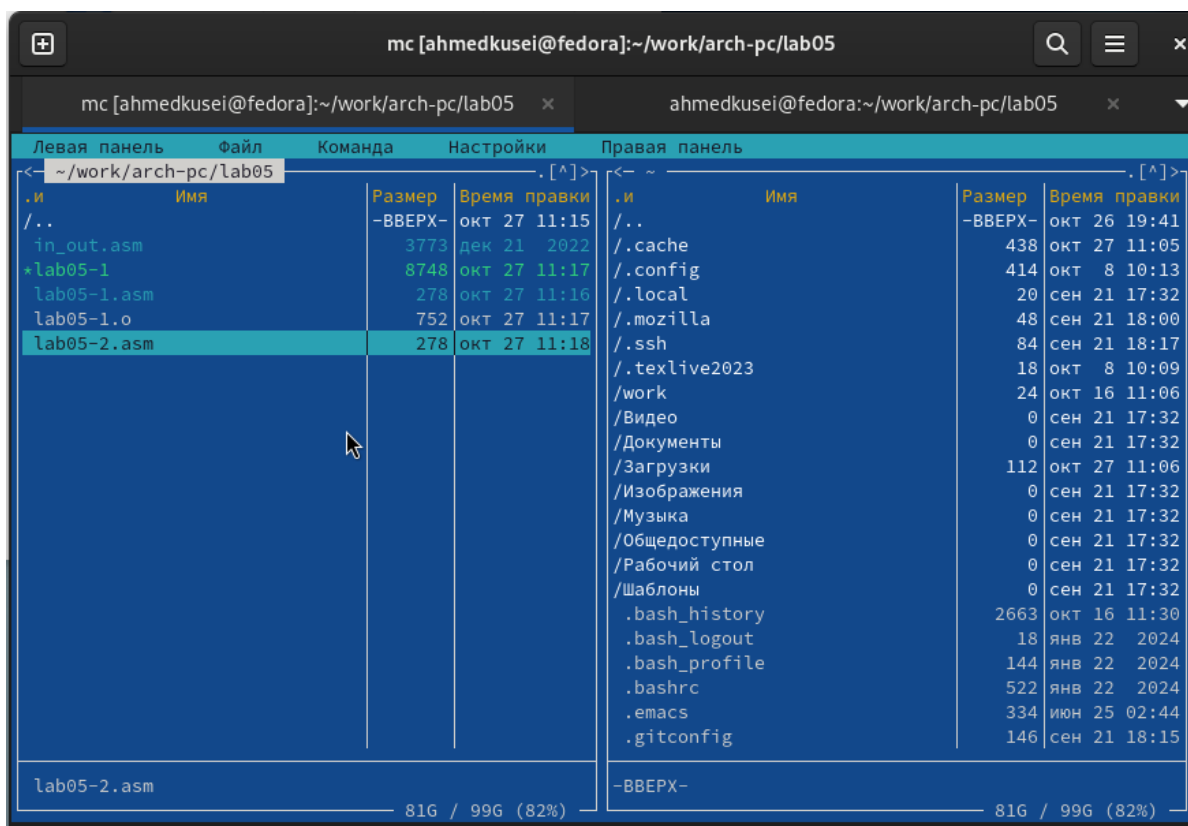 mc [ahmedkusei@fedora]:~/work/arch-pc/lab05
mc [ahmedkusei@fedora]:~/work/arch-pc/lab05 × ahmedkusei@fedora:~/work/arch-pc/lab05 ×
Левая панель Файл Команда Настройки Правая панель
<— ~/work/arch-pc/lab05 .[^]>
.и Имя Размер Время правки
/.. -ВВЕРХ- окт 27 11:15
in_out.asm 3773 дек 21 2022
*lab05-1 8748 окт 27 11:17
lab05-1.asm 278 окт 27 11:16
lab05-1.o 752 окт 27 11:17
lab05-2.asm 278 окт 27 11:18
lab05-2.asm
81G / 99G (82%)
<— ~ .[^]>
.и Имя Размер Время правки
/.. -ВВЕРХ- окт 26 19:41
/.cache 438 окт 27 11:05
/.config 414 окт 8 10:13
/.local 20 сен 21 17:32
/.mozilla 48 сен 21 18:00
/.ssh 84 сен 21 18:17
/.texlive2023 18 окт 8 10:09
/work 24 окт 16 11:06
/Видео 0 сен 21 17:32
/Документы 0 сен 21 17:32
/Загрузки 112 окт 27 11:06
/Изображения 0 сен 21 17:32
/Музыка 0 сен 21 17:32
/Общедоступные 0 сен 21 17:32
/Рабочий стол 0 сен 21 17:32
/Шаблоны 0 сен 21 17:32
.bash_history 2663 окт 16 11:30
.bash_logout 18 янв 22 2024
.bash_profile 144 янв 22 2024
.bashrc 522 янв 22 2024
.emacs 334 июн 25 02:44
.gitconfig 146 сен 21 18:15
-ВВЕРХ-
81G / 99G (82%)